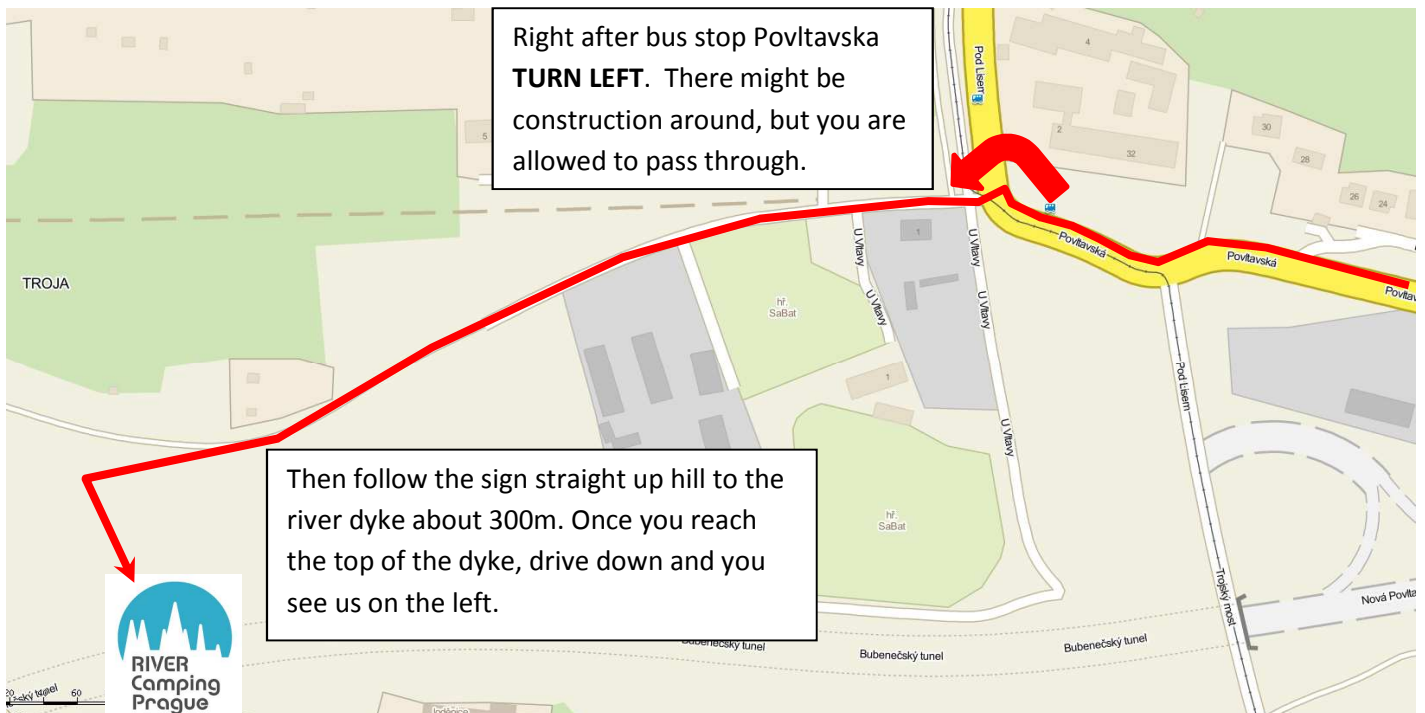 Right after bus stop Povltavska
TURN LEFT. There might be
construction around, but you are
allowed to pass through.
Pod Lisem
4
2
32
30
28
26
24
5
Povltavská
Povltavská
U Vltavy
1
U Vltavy
U Vltavy
TROJA
hř.
SaBat
1
Pod Lisem
U Vltavy
Then follow the sign straight up hill to the
river dyke about 300m. Once you reach
the top of the dyke, drive down and you
see us on the left.
hř.
SaBat
Trojský most
Nová Povlta
Bubenečský tunel
Bubenečský tunel
Bubenečský tunel
RIVER
Camping
Prague
60